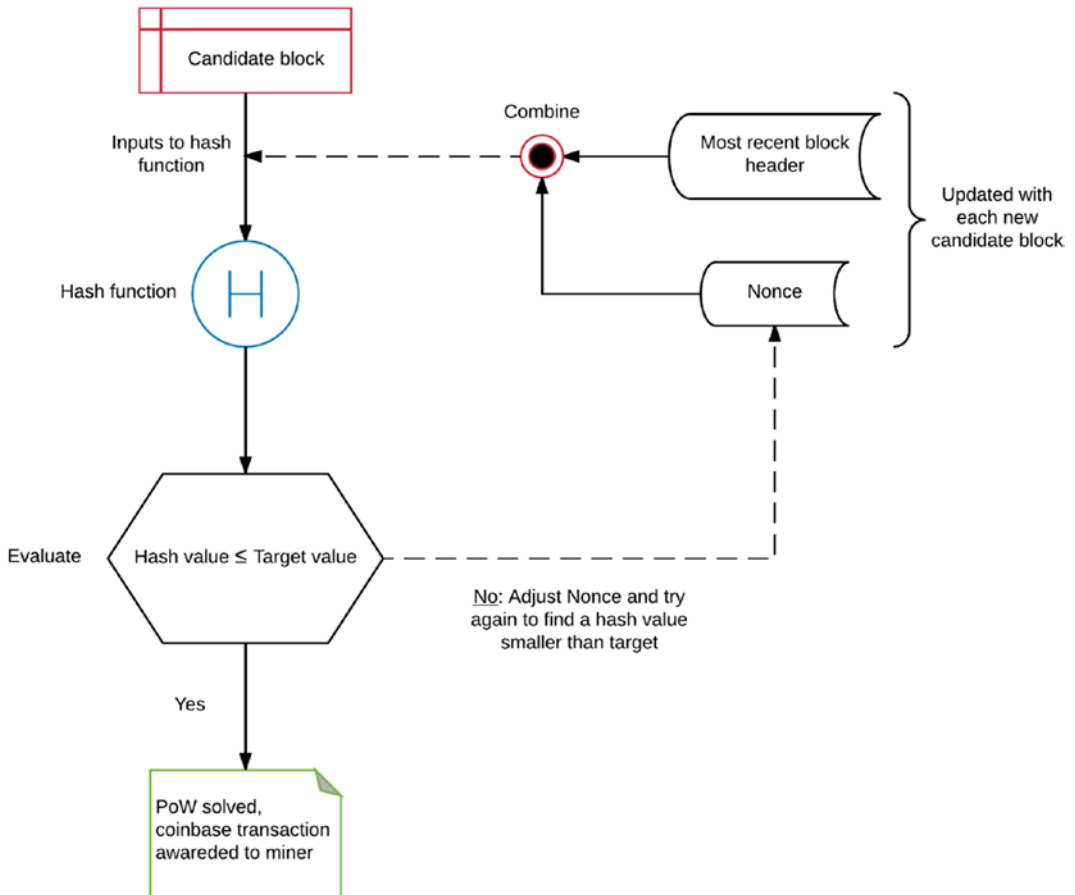 Candidate block
Combine
Inputs to hash
function
Most recent block
header
Updated with
each new
candidate block
Hash function
H
Nonce
Evaluate
Hash value ≤ Target value
No: Adjust Nonce and try
again to find a hash value
smaller than target
Yes
PoW solved,
coinbase transaction
awareded to miner